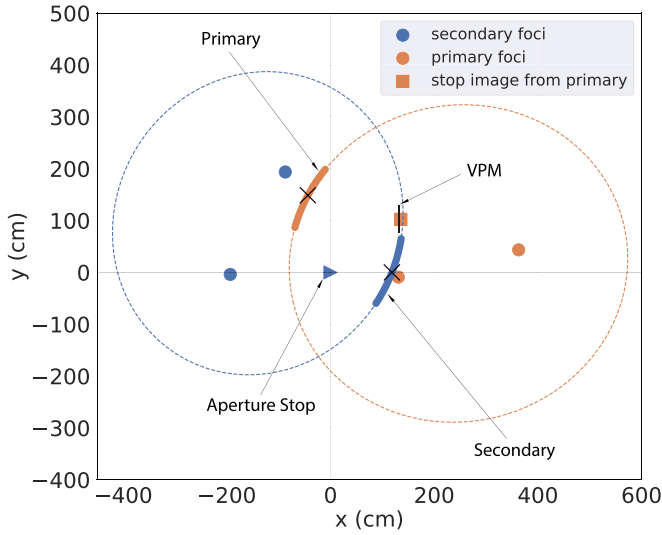 500
400
300
200
100
0
−100
−200
−300
−400
y (cm)
−400
−200
0
200
400
600
x (cm)
secondary foci
primary foci
stop image from primary
Primary
VPM
Aperture Stop
Secondary